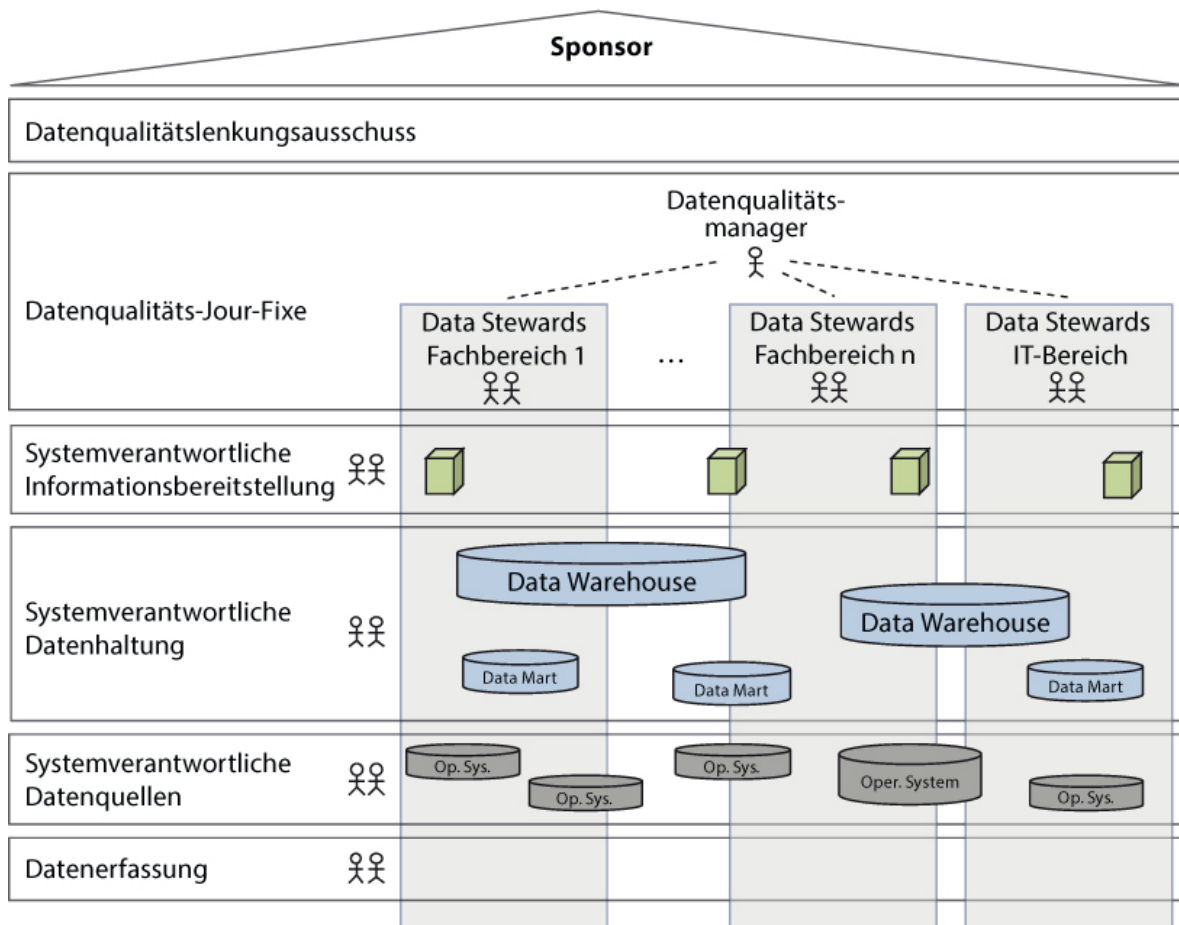 Sponsor
Datenqualitätslenkungsausschuss
Datenqualitäts-
manager
Datenqualitäts-Jour-Fixe
Data Stewards
Fachbereich 1
...
Data Stewards
Fachbereich n
Data Stewards
IT-Bereich
Systemverantwortliche
Informationsbereitstellung
Systemverantwortliche
Datenhaltung
Data Warehouse
Data Warehouse
Data Mart
Data Mart
Data Mart
Systemverantwortliche
Datenquellen
Op. Sys.
Op. Sys.
Op. Sys.
Oper. System
Op. Sys.
Datenerfassung